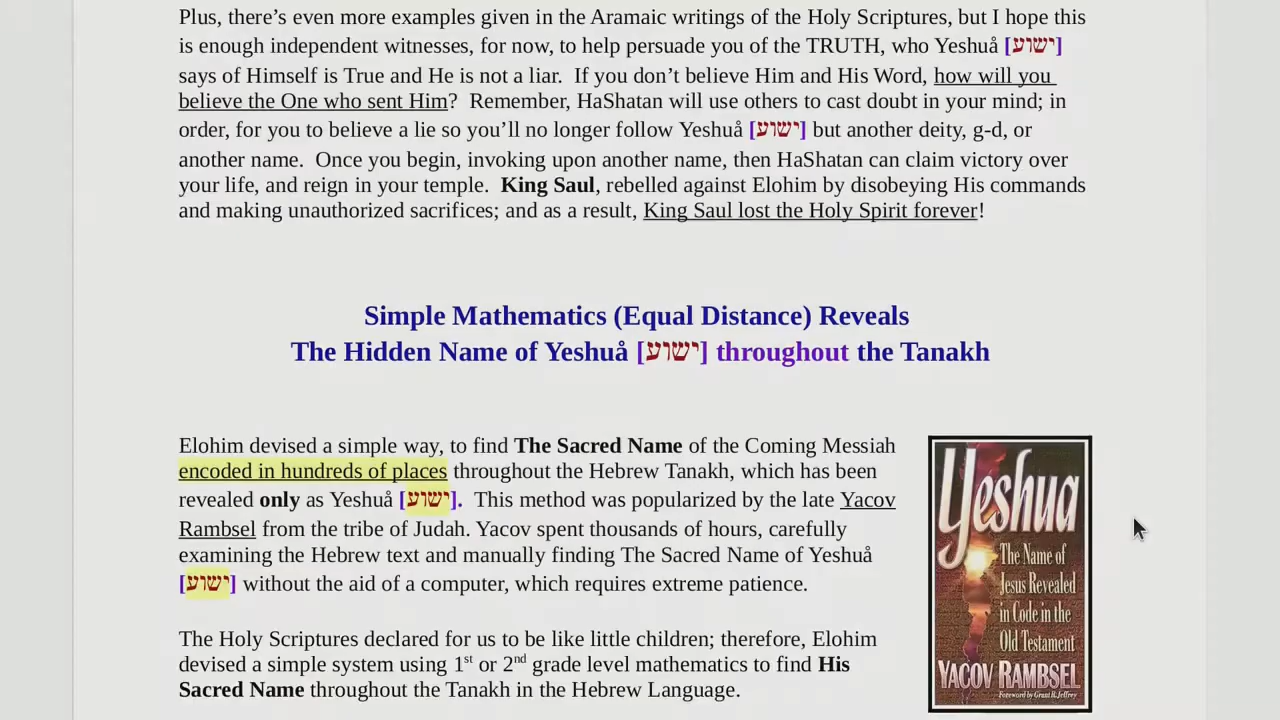 Plus, there’s even more examples given in the Aramaic writings of the Holy Scriptures, but I hope this
is enough independent witnesses, for now, to help persuade you of the TRUTH, who Yeshuå [ישוע]
says of Himself is True and He is not a liar.  If you don’t believe Him and His Word, how will you
believe the One who sent Him?  Remember, HaShatan will use others to cast doubt in your mind; in
order, for you to believe a lie so you’ll no longer follow Yeshuå [ישוע] but another deity, g-d, or
another name.  Once you begin, invoking upon another name, then HaShatan can claim victory over
your life, and reign in your temple.  King Saul, rebelled against Elohim by disobeying His commands
and making unauthorized sacrifices; and as a result, King Saul lost the Holy Spirit forever!
Simple Mathematics (Equal Distance) Reveals
The Hidden Name of Yeshuå [ישוע] throughout the Tanakh
Elohim devised a simple way, to find The Sacred Name of the Coming Messiah
encoded in hundreds of places throughout the Hebrew Tanakh, which has been
revealed only as Yeshuå [ישוע].  This method was popularized by the late Yacov
Rambsel from the tribe of Judah. Yacov spent thousands of hours, carefully
examining the Hebrew text and manually finding The Sacred Name of Yeshuå
[ישוע] without the aid of a computer, which requires extreme patience.
The Holy Scriptures declared for us to be like little children; therefore, Elohim
devised a simple system using 1st or 2nd grade level mathematics to find His
Sacred Name throughout the Tanakh in the Hebrew Language.
Yeshua
The Name of
Jesus Revealed
in Code in the
Old Testament
YACOV RAMBSEL
Foreword by Grant R. Jeffrey